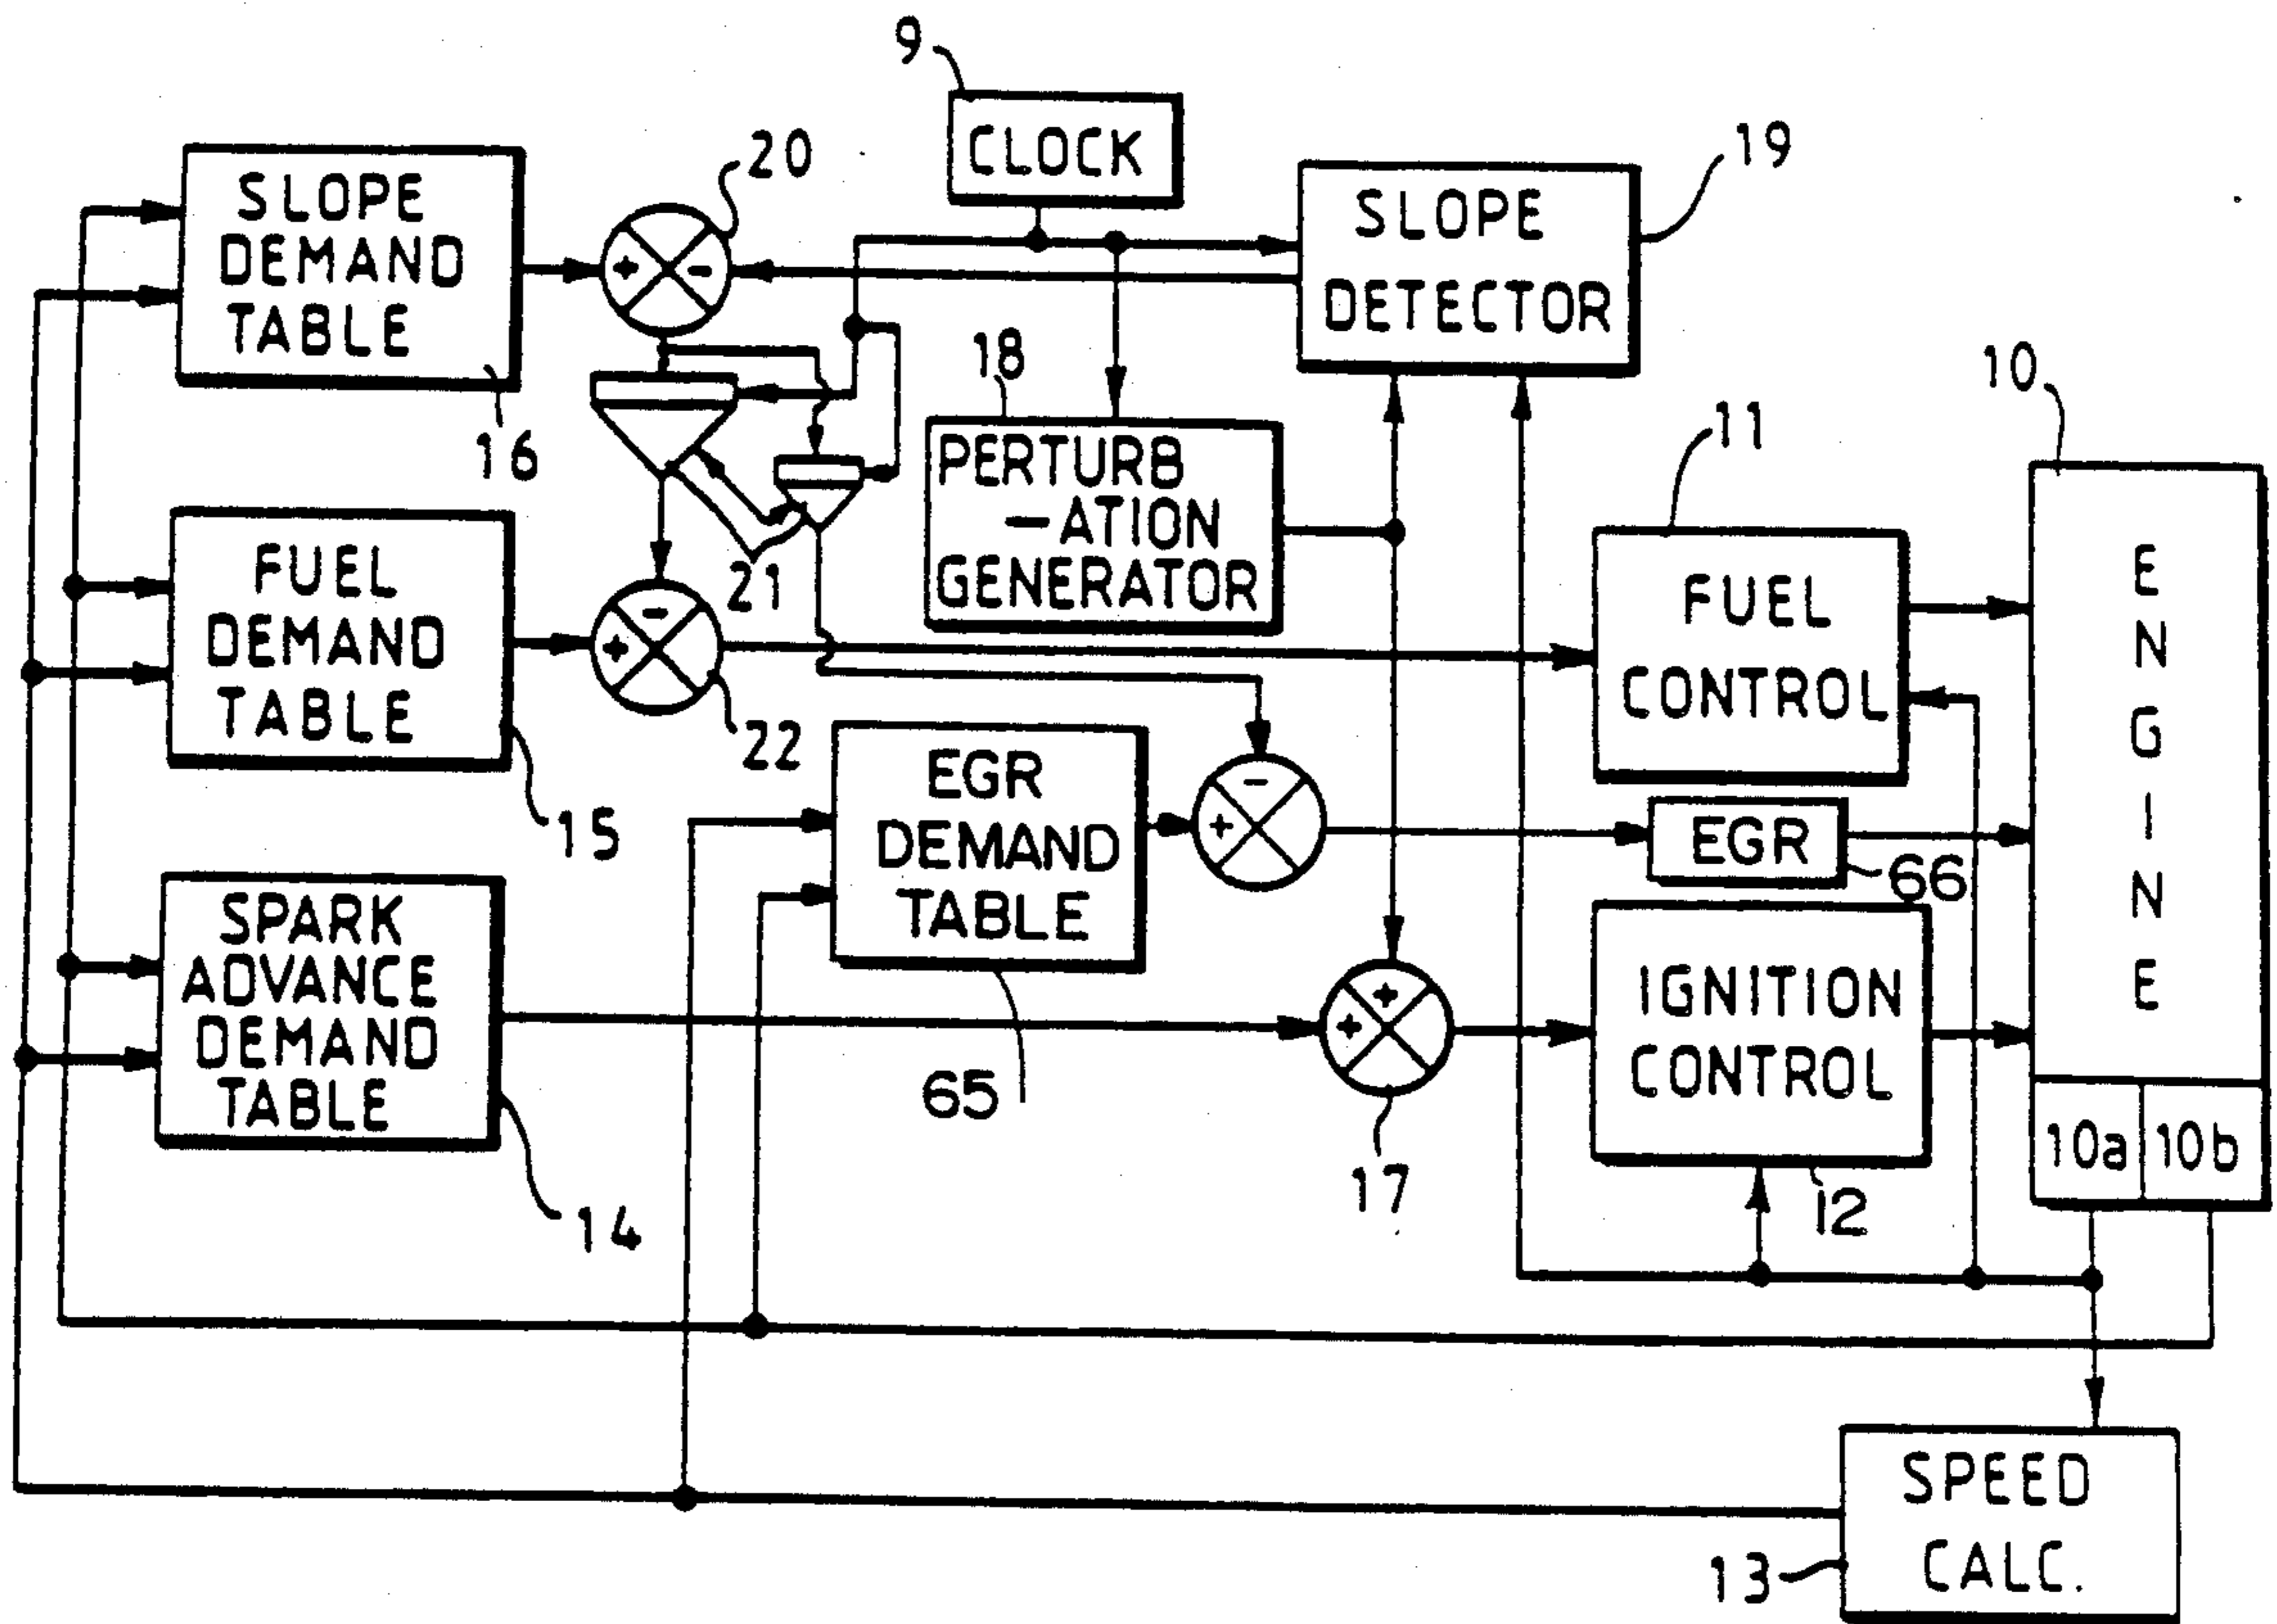 9
CLOCK
20
19
SLOPE
DEMAND
TABLE
16
SLOPE
DETECTOR
18
PERTURB
-ATION
GENERATOR
10
11
FUEL
CONTROL
ENGINE
21
FUEL
DEMAND
TABLE
15
22
EGR
DEMAND
TABLE
65
EGR
66
SPARK
ADVANCE
DEMAND
TABLE
14
17
IGNITION
CONTROL
12
10a
10b
SPEED
CALC.
13
+
-
-
+
-
+
+
+